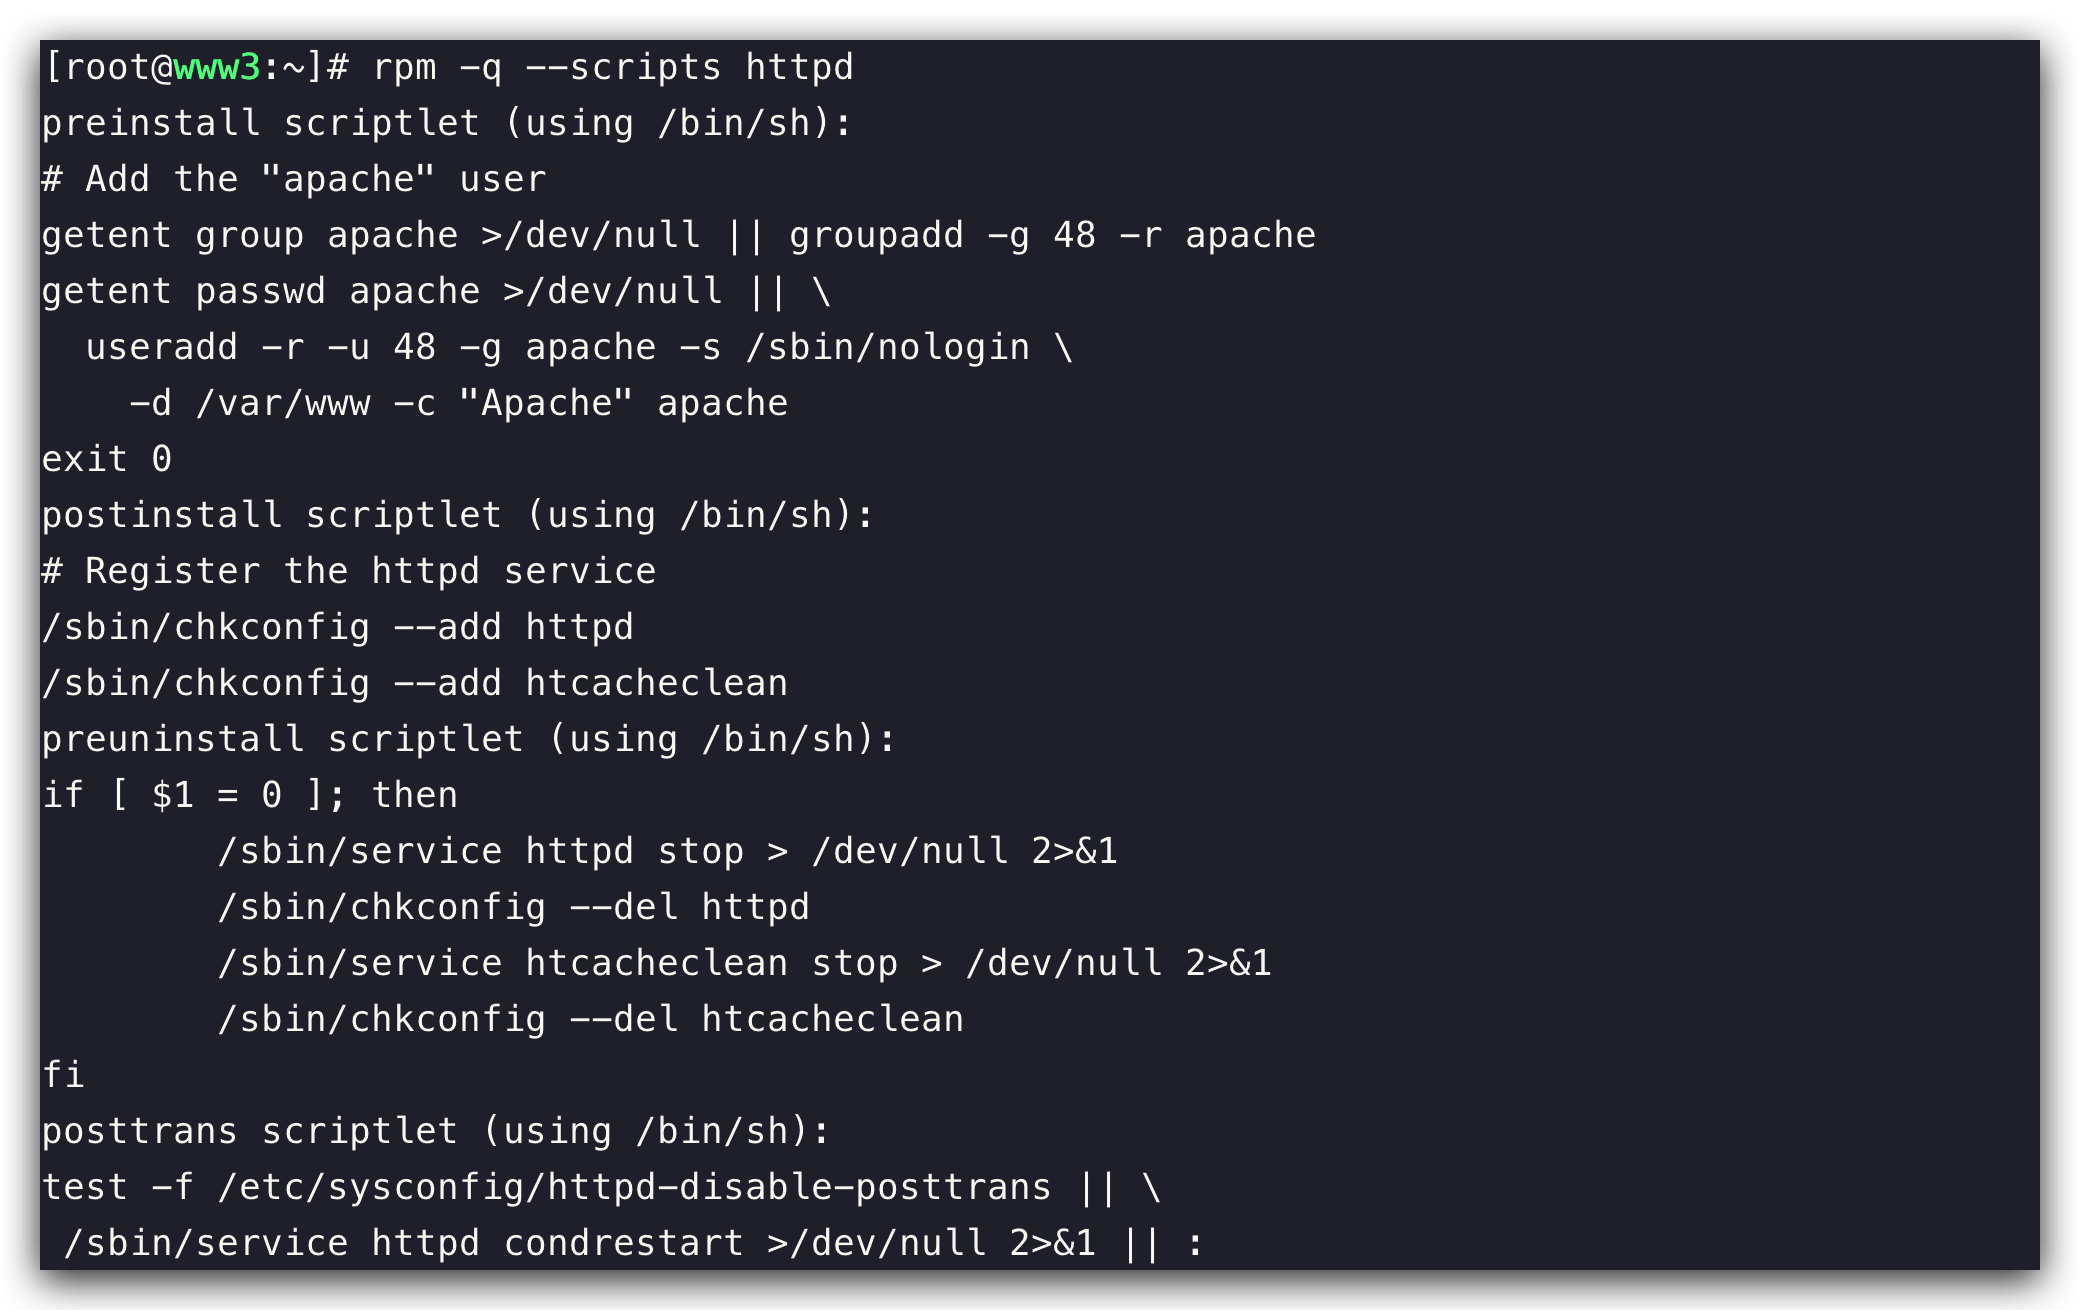 [root@www3:~]# rpm -q --scripts httpd
preinstall scriptlet (using /bin/sh):
# Add the "apache" user
getent group apache >/dev/null || groupadd -g 48 -r apache
getent passwd apache >/dev/null || \
  useradd -r -u 48 -g apache -s /sbin/nologin \
    -d /var/www -c "Apache" apache
exit 0
postinstall scriptlet (using /bin/sh):
# Register the httpd service
/sbin/chkconfig --add httpd
/sbin/chkconfig --add htcacheclean
preuninstall scriptlet (using /bin/sh):
if [ $1 = 0 ]; then
        /sbin/service httpd stop > /dev/null 2>&1
        /sbin/chkconfig --del httpd
        /sbin/service htcacheclean stop > /dev/null 2>&1
        /sbin/chkconfig --del htcacheclean
fi
posttrans scriptlet (using /bin/sh):
test -f /etc/sysconfig/httpd-disable-posttrans || \
 /sbin/service httpd condrestart >/dev/null 2>&1 || :